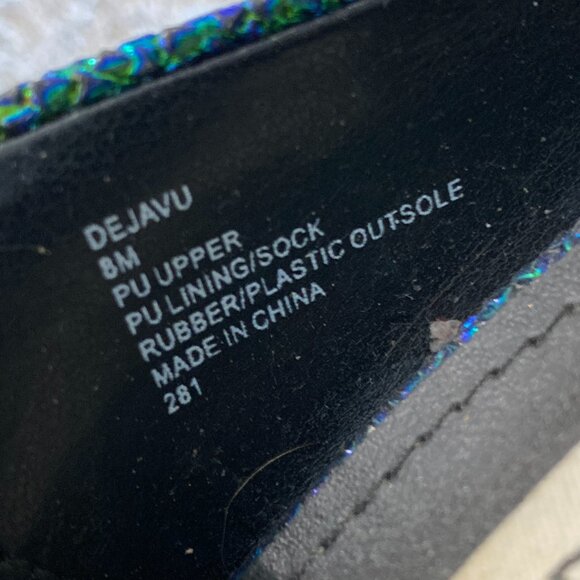 DEJAVU
8M
PU UPPER
PU LINING/SOCK
RUBBER/PLASTIC OUTSOLE
MADE IN CHINA
281